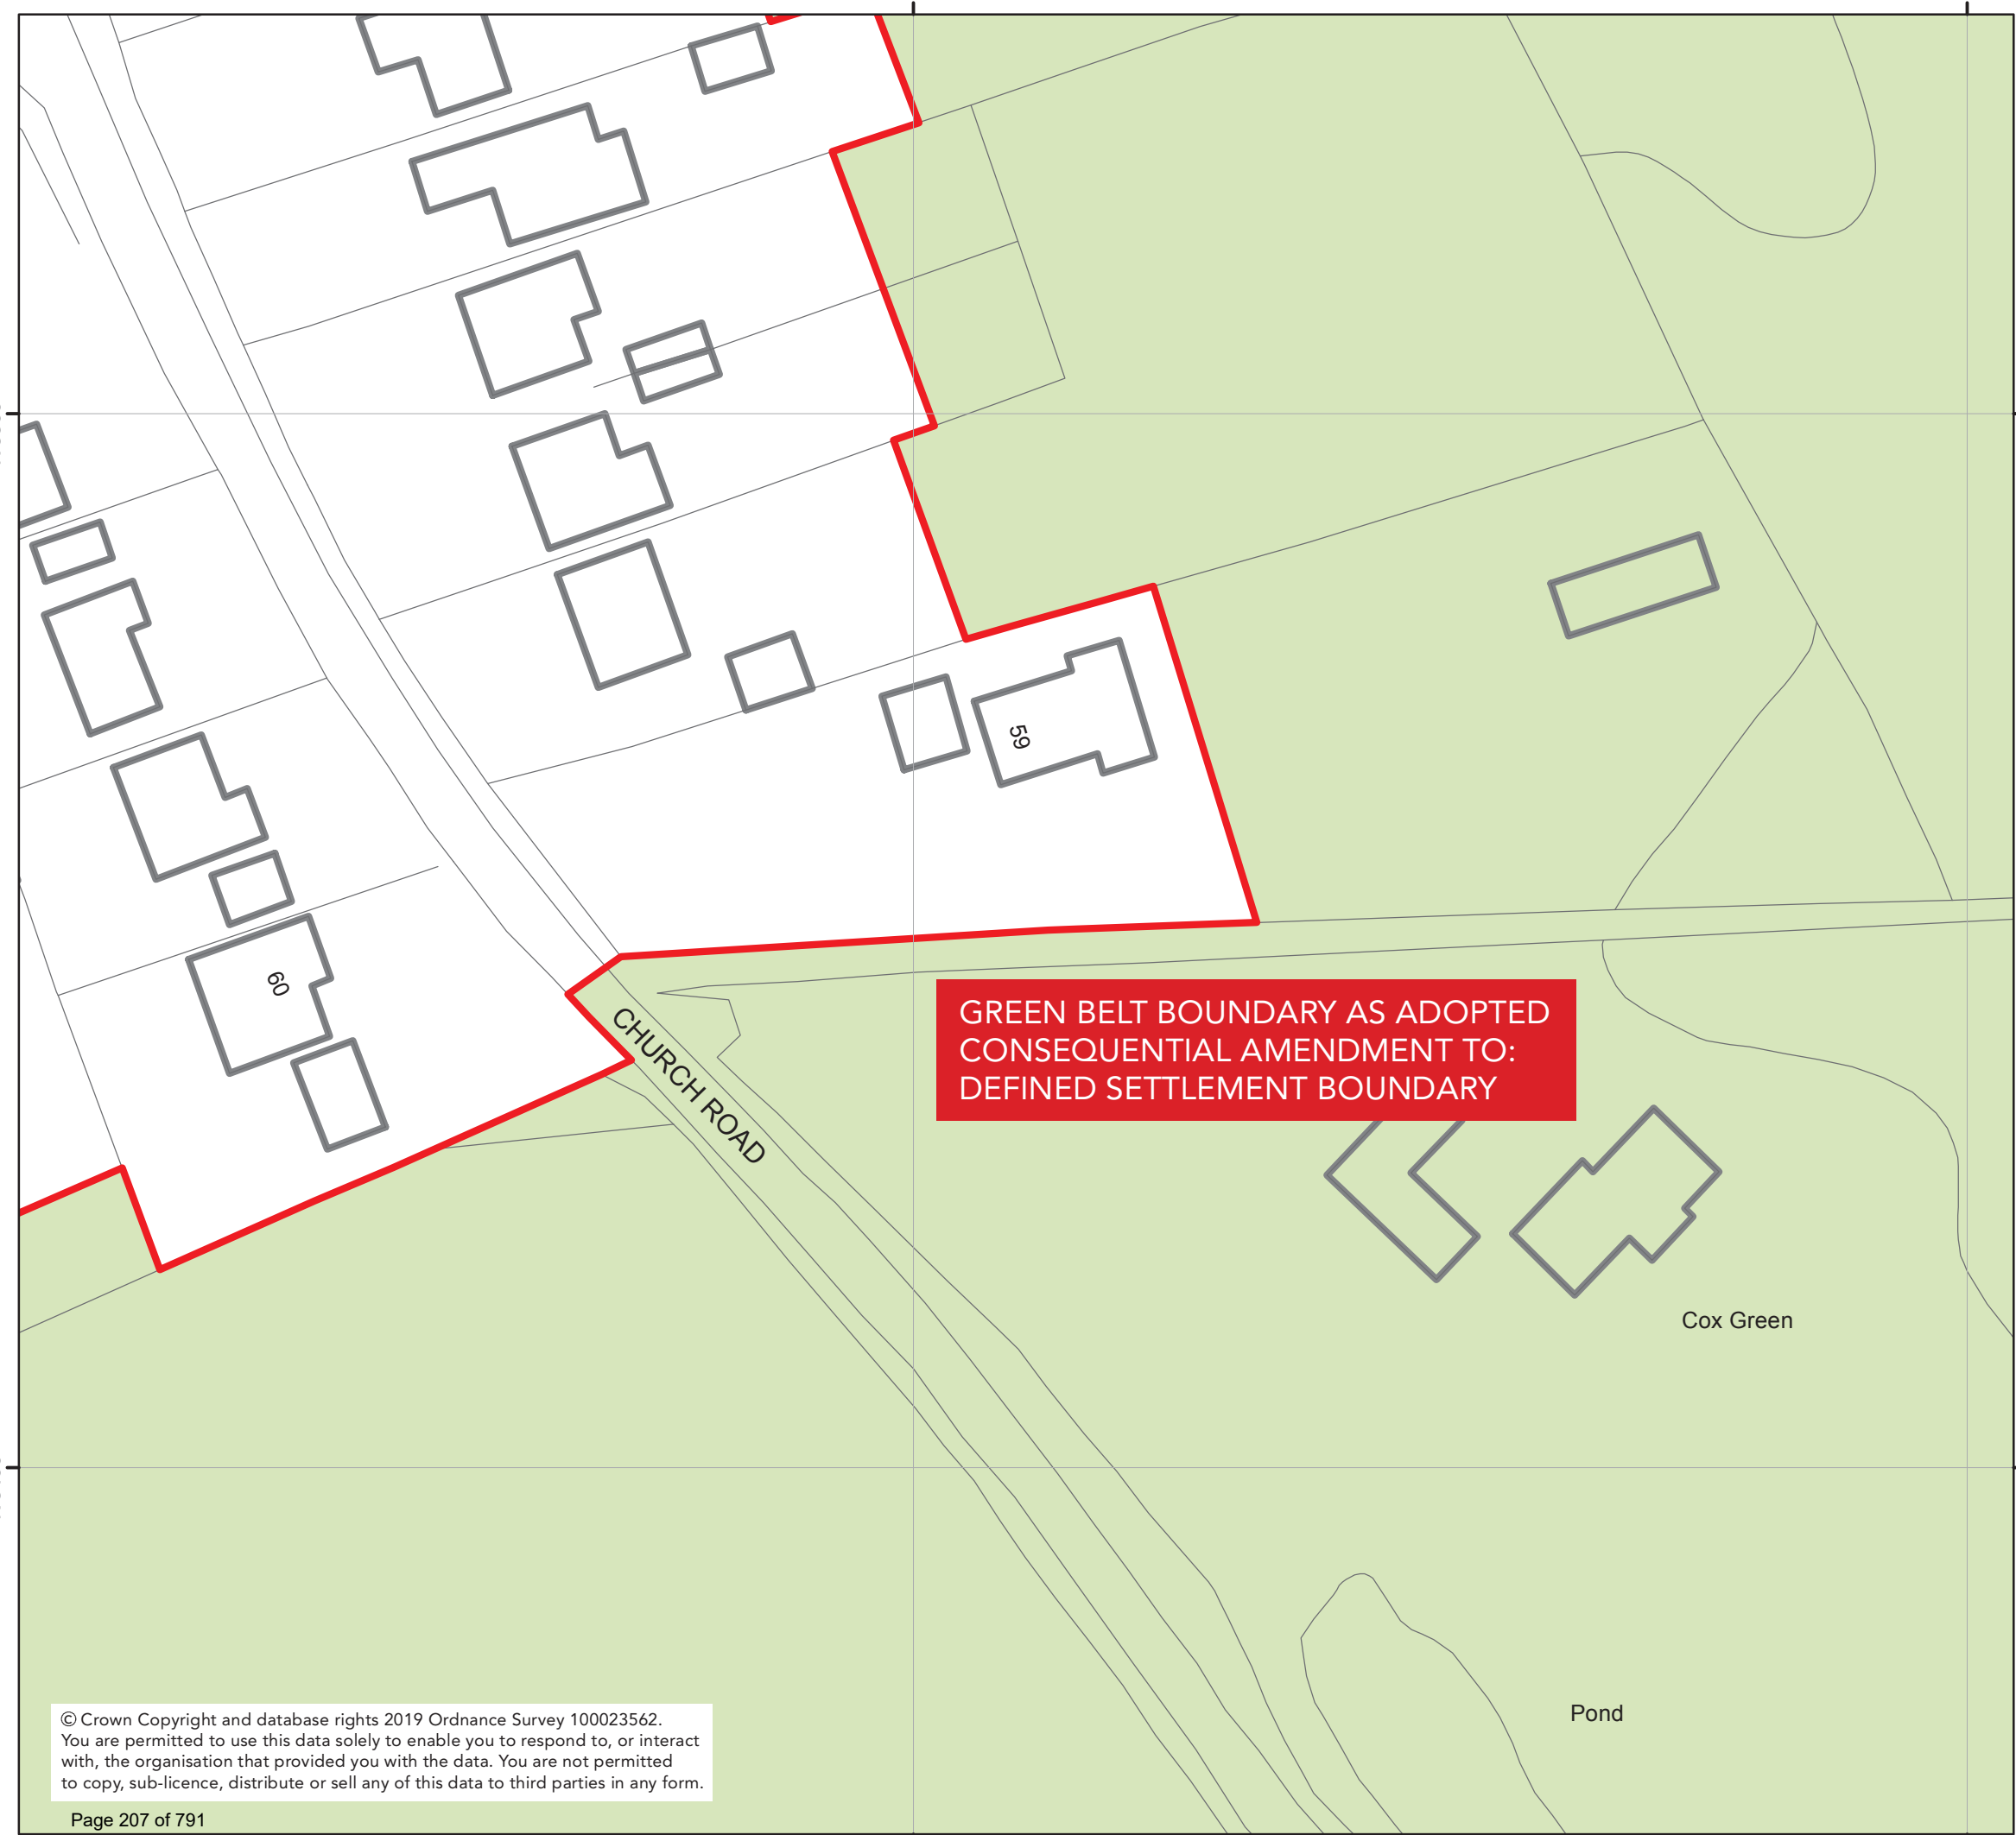 59
60
CHURCH ROAD
GREEN BELT BOUNDARY AS ADOPTED
CONSEQUENTIAL AMENDMENT TO:
DEFINED SETTLEMENT BOUNDARY
Cox Green
Pond
© Crown Copyright and database rights 2019 Ordnance Survey 100023562.
You are permitted to use this data solely to enable you to respond to, or interact
with, the organisation that provided you with the data. You are not permitted
to copy, sub-licence, distribute or sell any of this data to third parties in any form.
Page 207 of 791